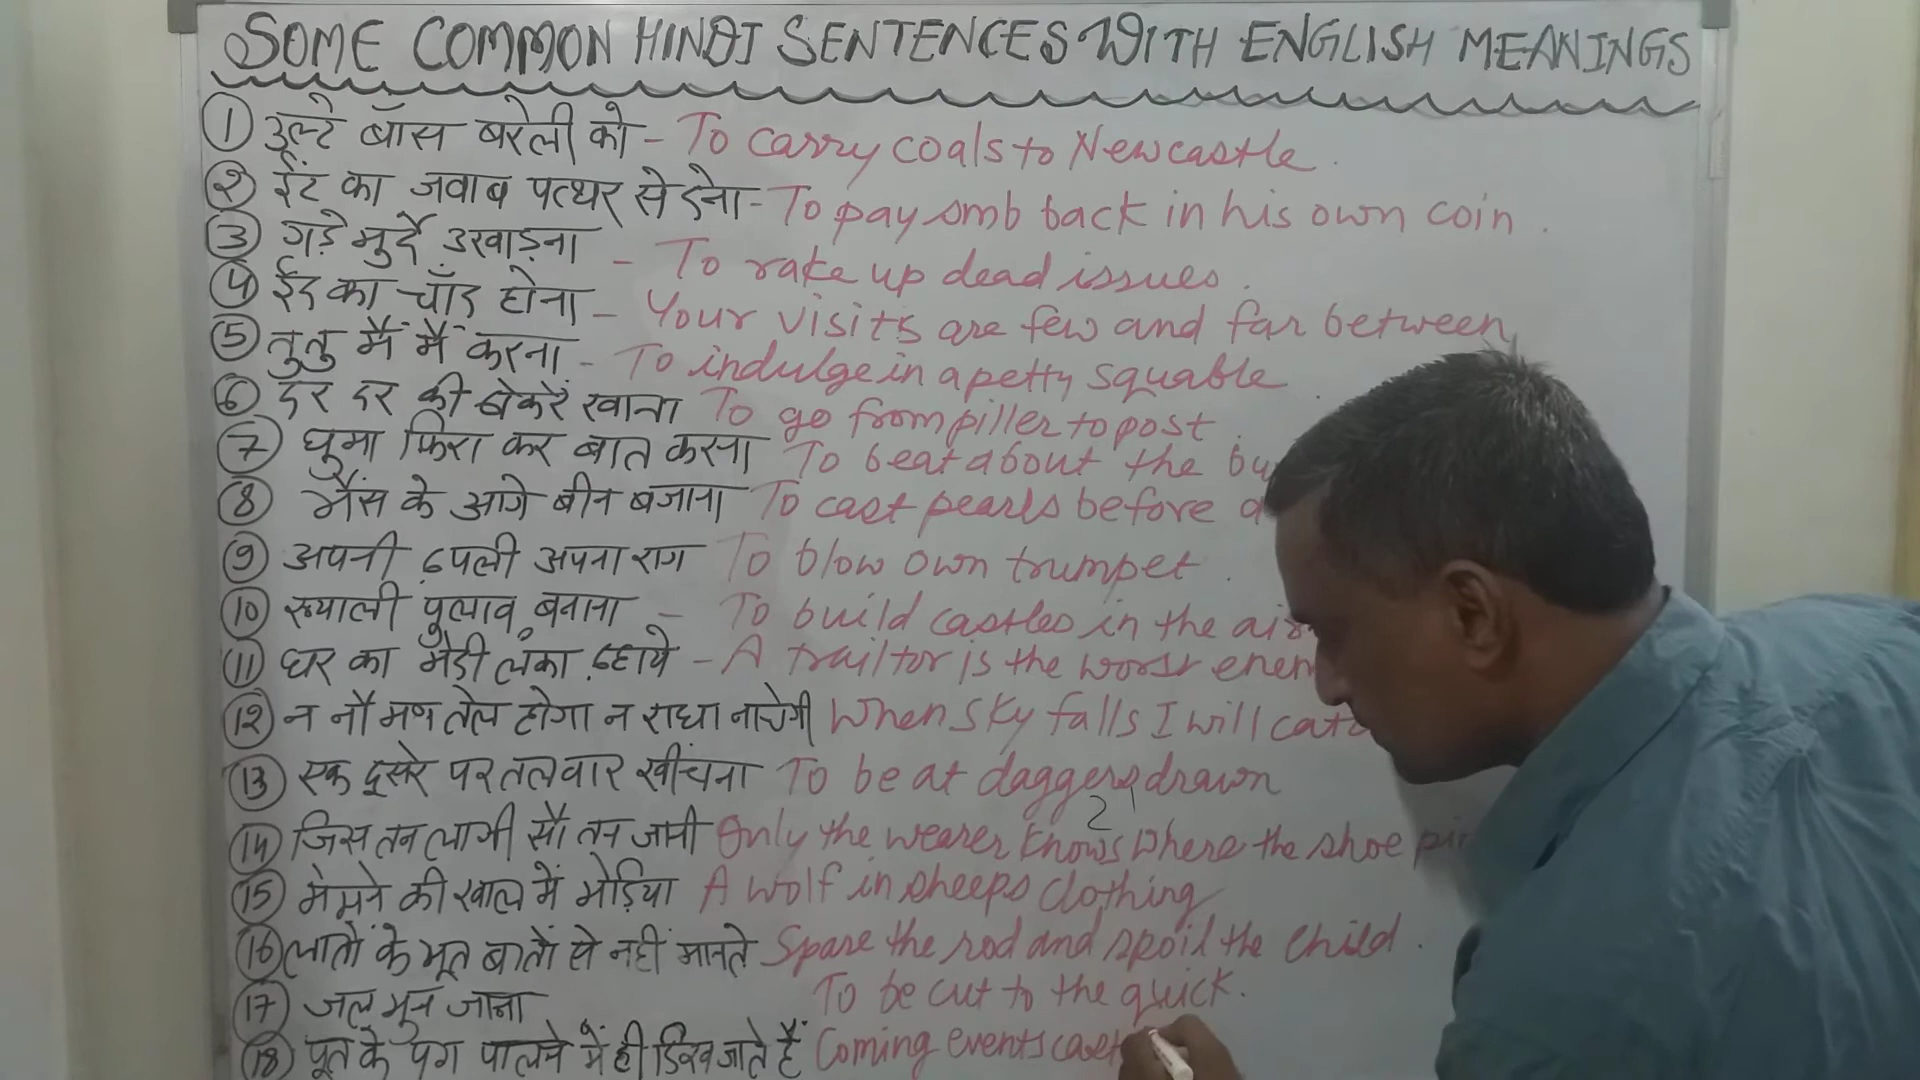 SOME COMMON HINDI SENTENCES WITH ENGLISH MEANINGS
① उल्टे बॉस बरेली को - To carry coals to Newcastle.
② ईंट का जवाब पत्थर से देना - To pay smb back in his own coin.
③ गड़े मुर्दे उखाड़ना - To rake up dead issues.
④ ईद का चाँद होना - Your visits are few and far between
⑤ तुतु मैं मैं करना - To indulge in a petty squable
⑥ दर दर की खाना To go from piller to post.
⑦ घुमा फिरा कर बात करना To beat about the
⑧ भैंस के आगे बीन बजाना To cast pearls before
⑨ अपनी ढपली अपना राग To blow own trumpet.
⑩ ख्याली पुलाव बनाना - To build castles in the air
⑪ घर का लंका ढहाये - A trailtor is the worst
⑫ न नौ मण तेल होगा न राधा नाचेगी When sky falls I will
⑬ एक दूसरे पर तलवार खींचना To be at daggers drawn
21
⑭ जिस तन लागी सौ तन जानी Only the wearer knows where the shoe
⑮ मेमने की खाल में भेड़िया A wolf in sheeps clothing
⑯ लातों के भूत बातों से नहीं मानते Spare the rod and spoil the child.
⑰ जल भुन जाना To be cut to the quick.
⑱ पूत के पग पालने में ही दिख जाते हैं Coming events cast